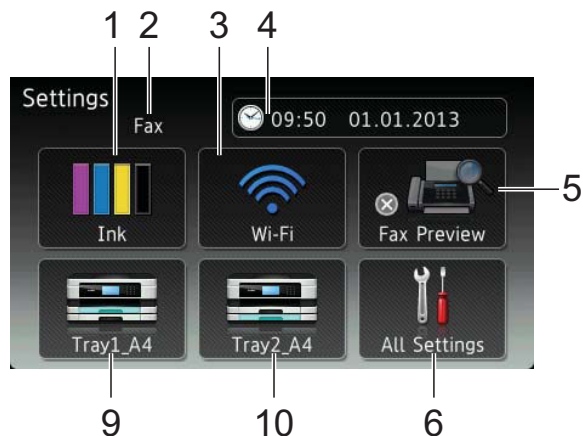 1 2 3 4
Settings
Fax
09:50 01.01.2013
5
Ink Wi-Fi Fax Preview
Tray1_A4 Tray2_A4 All Settings
9 10 6